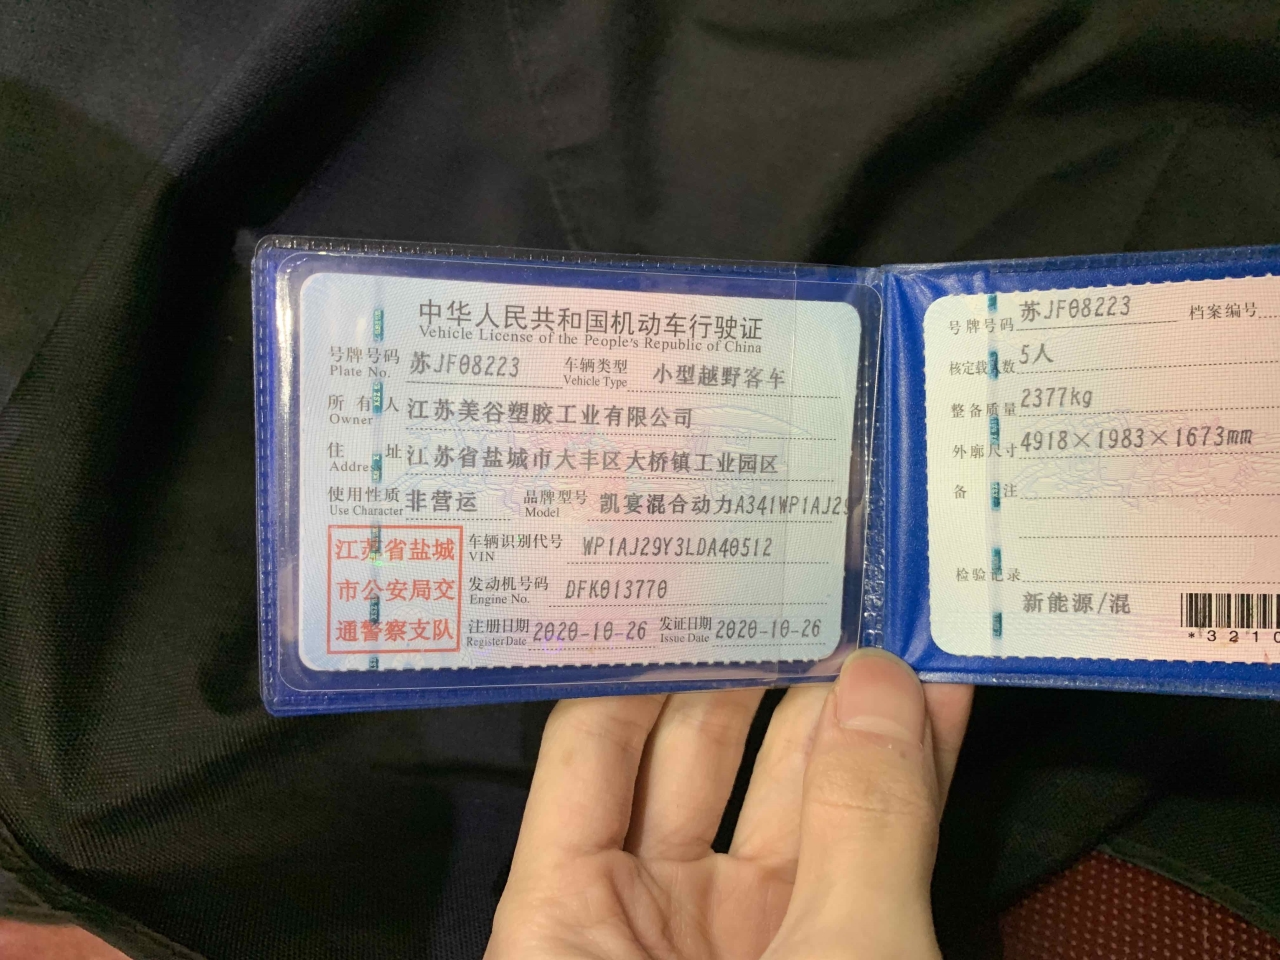 中华人民共和国机动车行驶证
Vehicle License of the People's Republic of China
号牌号码 苏JF08223 车辆类型 小型越野客车
Plate No. Vehicle Type
所有人 江苏美谷塑胶工业有限公司
Owner
住址 江苏省盐城市大丰区大桥镇工业园区
Address
使用性质 非营运 品牌型号 凯宴混合动力A341WP1AJ29
Use Character Model
江苏省盐城
市公安局交
通警察支队
车辆识别代号 WP1AJ29Y3LDA40512
VIN
发动机号码 DFK013770
Engine No.
注册日期 2020-10-26 发证日期 2020-10-26
Register Date Issue Date
号牌号码 苏JF08223 档案编号
核定载人数 5人
整备质量 2377kg
外廓尺寸 4918×1983×1673mm
备注
检验记录
新能源/混
*3210